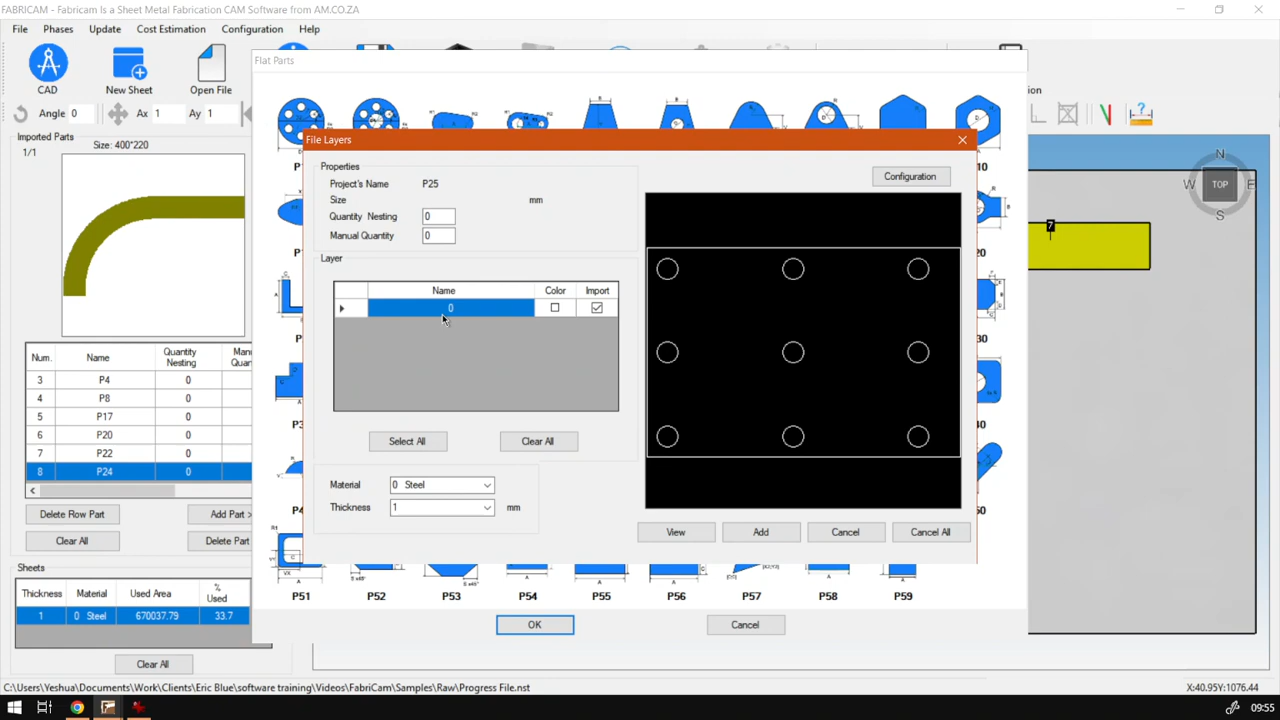 FABRICAM - Fabricam Is a Sheet Metal Fabrication CAM Software from AM.CO.ZA
File Phases Update Cost Estimation Configuration Help
CAD New Sheet Open File
Angle 0 Ax 1 Ay 1
Imported Parts
1/1 Size: 400*220
Num. Name Quantity Nesting
3 P4 0
4 P8 0
5 P17 0
6 P20 0
7 P22 0
8 P24 0
Delete Row Part Add Part >
Clear All Delete Part
Sheets
Thickness Material Used Area % Used
1 0 Steel 670037.79 33.7
Clear All
Flat Parts
File Layers
Properties
Project's Name P25
Size mm
Quantity Nesting 0
Manual Quantity 0
Configuration
Layer
Name Color Import
0
Select All Clear All
Material 0 Steel
Thickness 1 mm
View Add Cancel Cancel All
P51 P52 P53 P54 P55 P56 P57 P58 P59
OK Cancel
N
W TOP E
S
7
C:\Users\Yeshua\Documents\Work\Clients\Eric Blue\software training\Videos\FabriCam\Samples\Raw\Progress File.nst
X:40.95Y:1076.44
09:55